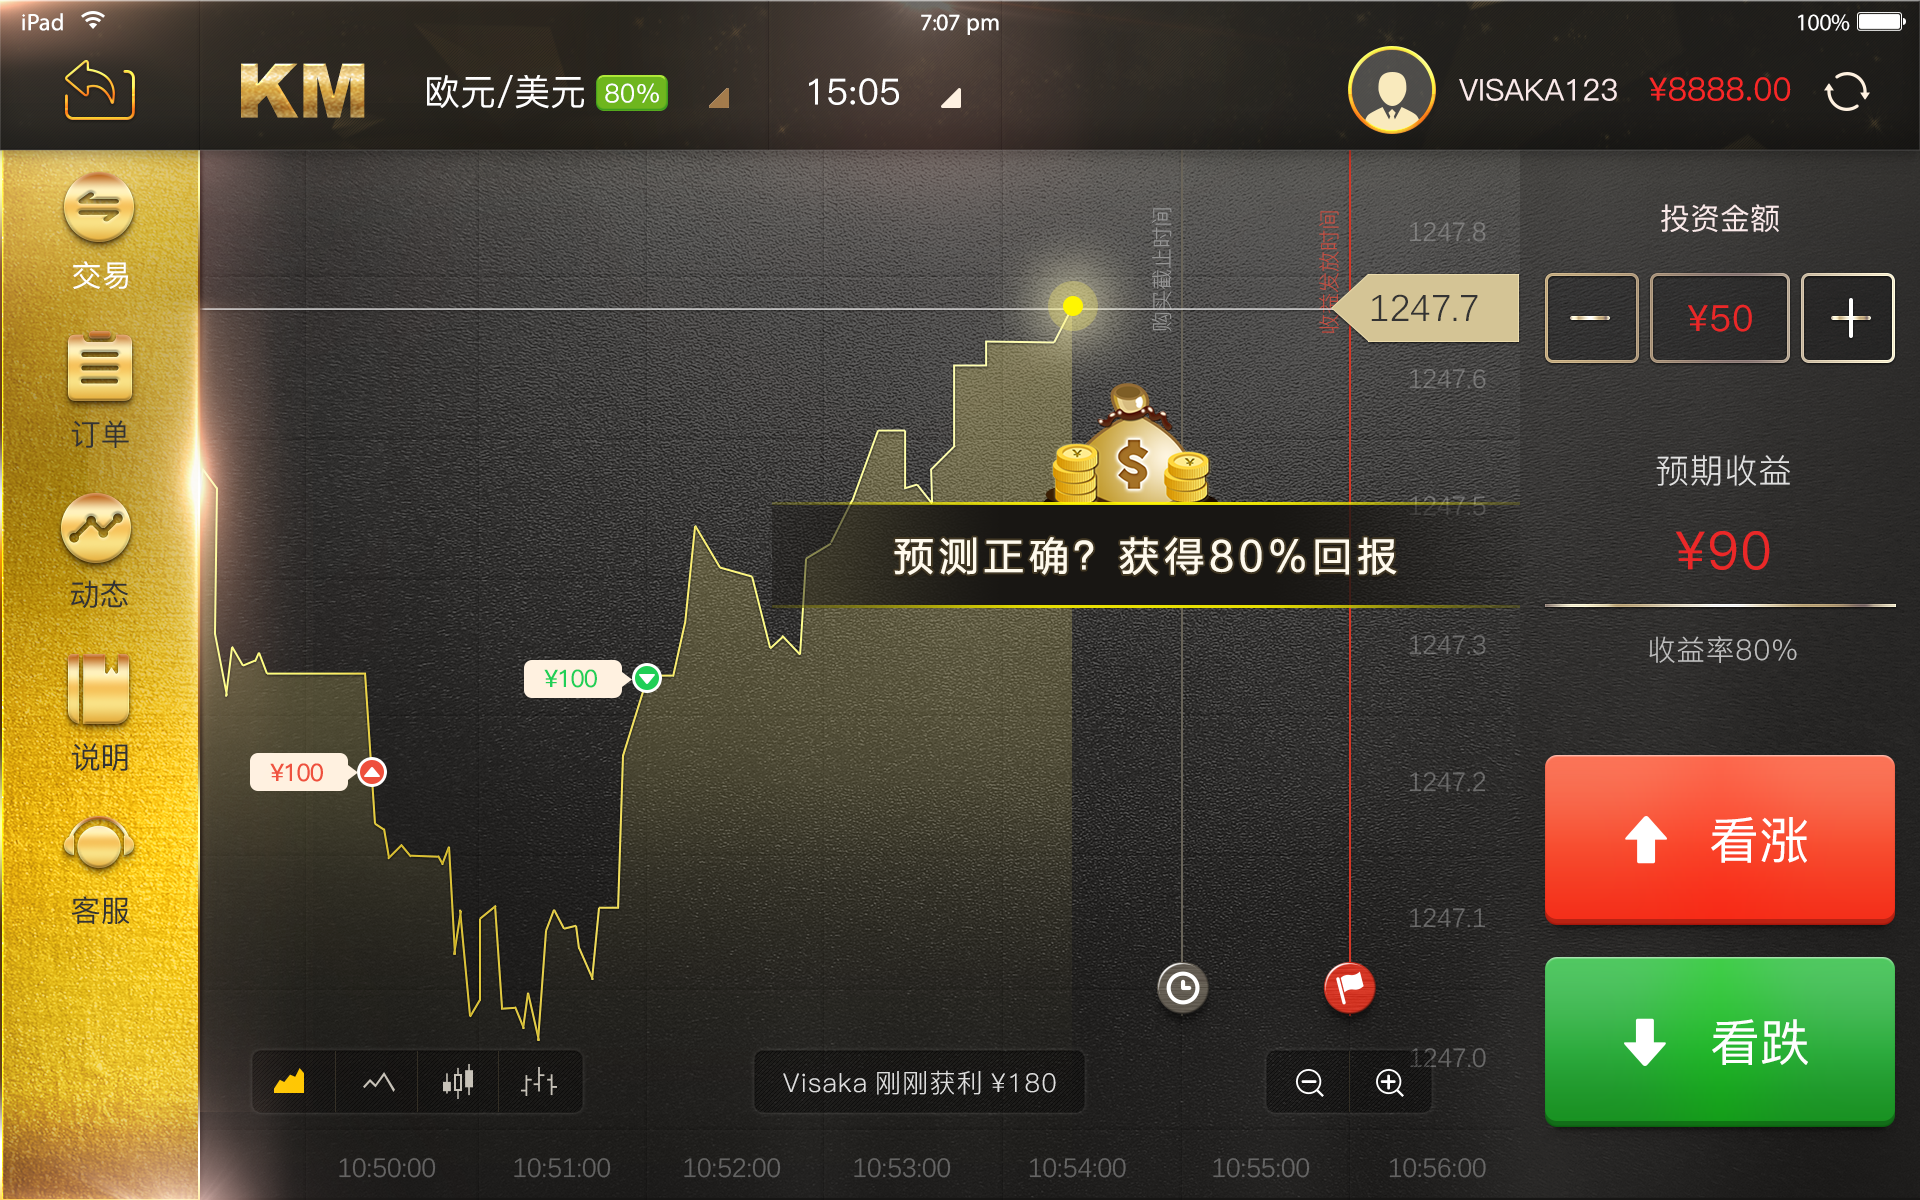 iPad
7:07 pm
100%
KM
欧元/美元 80%
15:05
VISAKA123
¥8888.00
交易
订单
动态
说明
客服
购买截止时间
收益发放时间
1247.8
1247.7
1247.6
1247.5
1247.3
1247.2
1247.1
1247.0
$
¥
¥
预测正确? 获得80%回报
¥100
¥100
Visaka 刚刚获利 ¥180
10:50:00
10:51:00
10:52:00
10:53:00
10:54:00
10:55:00
10:56:00
投资金额
¥50
预期收益
¥90
收益率80%
看涨
看跌